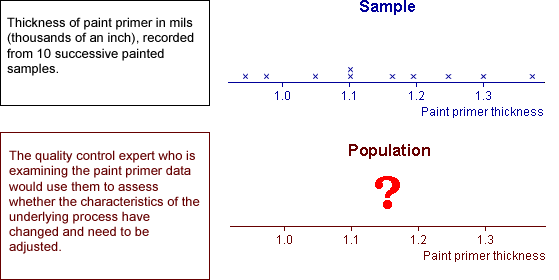 Thickness of paint primer in mils
(thousands of an inch), recorded
from 10 successive painted
samples.
Sample
1.0 1.1 1.2 1.3
Paint primer thickness
The quality control expert who is
examining the paint primer data
would use them to assess
whether the characteristics of the
underlying process have
changed and need to be
adjusted.
Population
?
1.0 1.1 1.2 1.3
Paint primer thickness